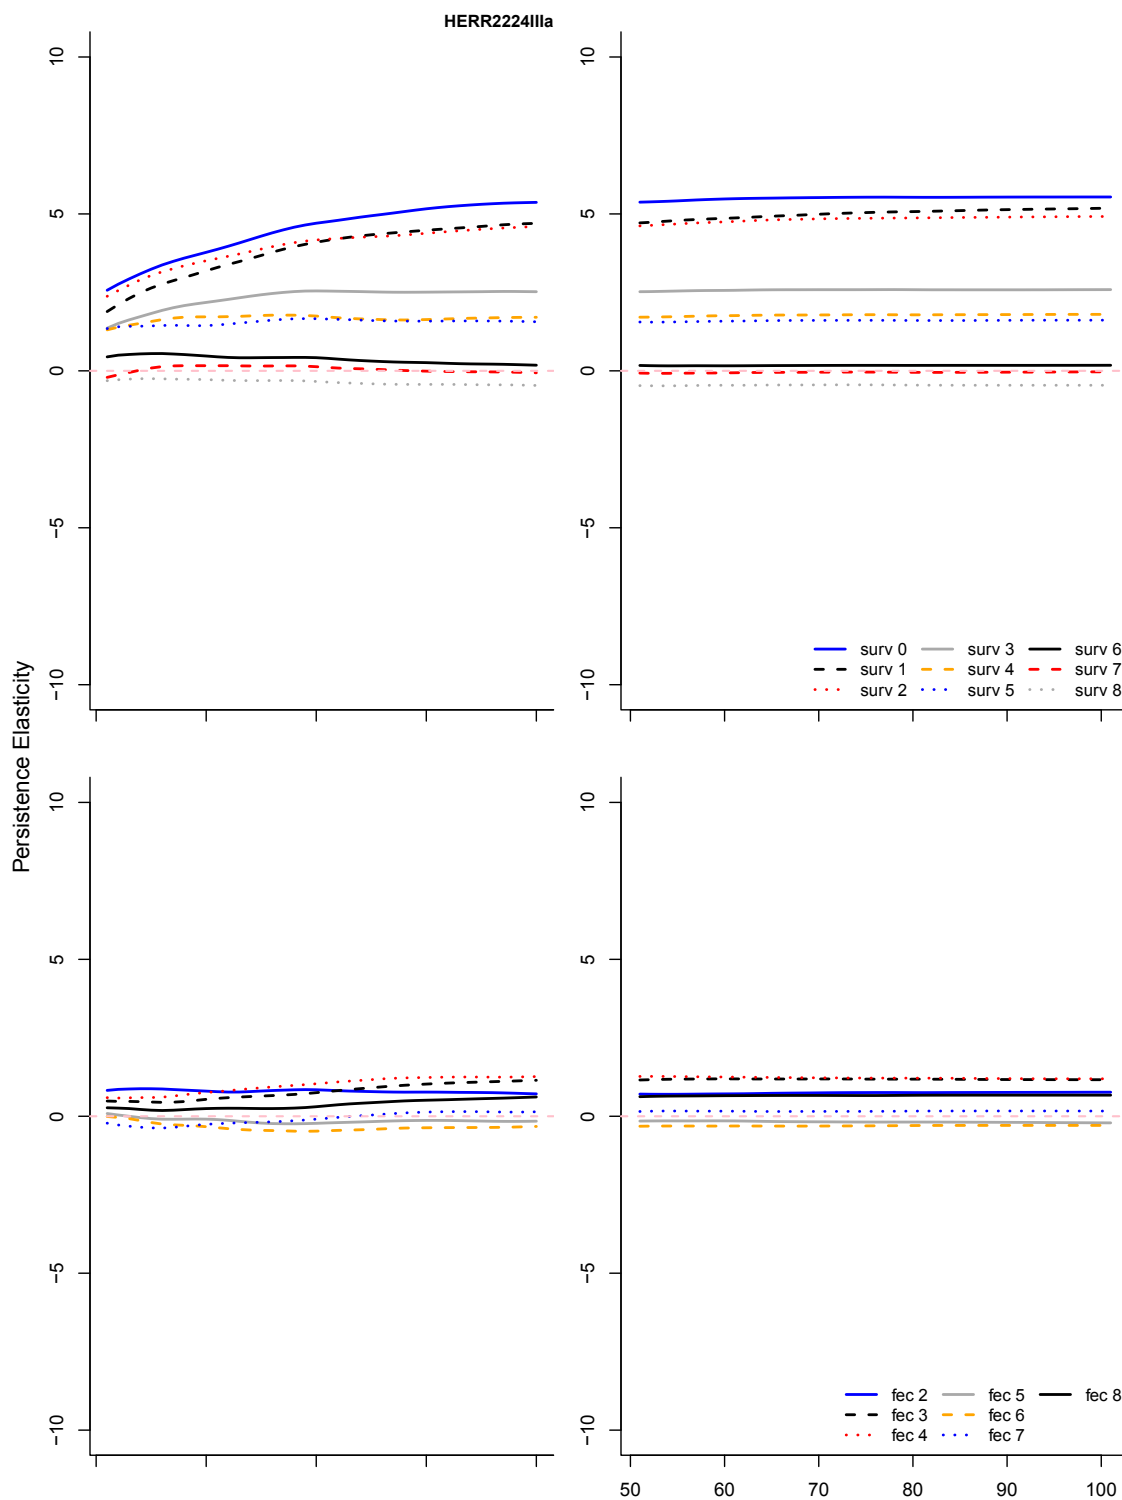 HERR2224IIIa
10
5
0
−5
−10
surv 0 surv 3 surv 6
surv 1 surv 4 surv 7
surv 2 surv 5 surv 8
10
5
0
−5
−10
Persistence Elasticity
10
5
0
−5
−10
10
5
0
−5
−10
fec 2 fec 5 fec 8
fec 3 fec 6
fec 4 fec 7
50 60 70 80 90 100